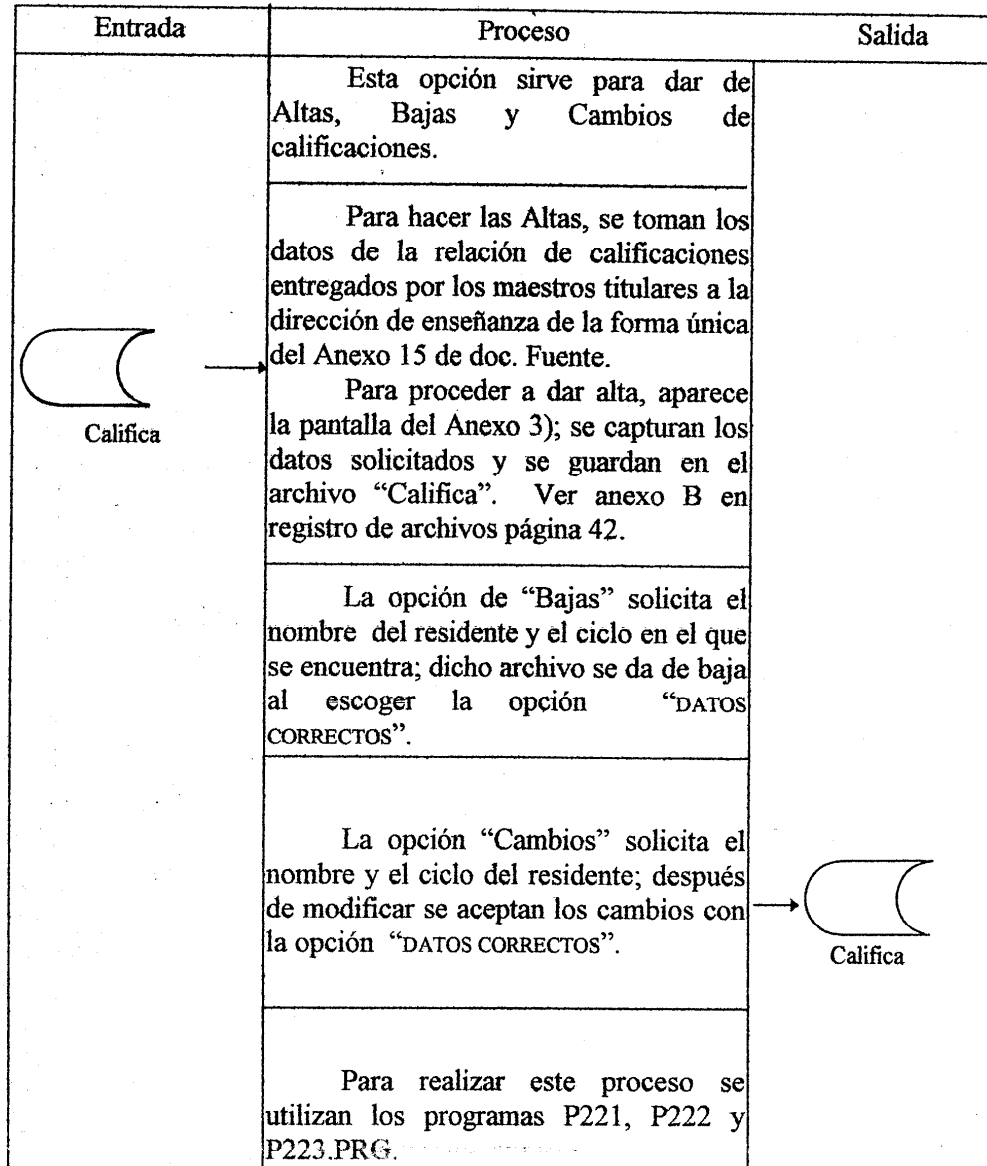 Entrada
Proceso
Salida
Esta opción sirve para dar de
Altas, Bajas y Cambios de
calificaciones.
Para hacer las Altas, se toman los
datos de la relación de calificaciones
entregados por los maestros titulares a la
dirección de enseñanza de la forma única
del Anexo 15 de doc. Fuente.
Para proceder a dar alta, aparece
la pantalla del Anexo 3); se capturan los
datos solicitados y se guardan en el
archivo “Califica”. Ver anexo B en
registro de archivos página 42.
Califica
La opción de “Bajas” solicita el
nombre del residente y el ciclo en el que
se encuentra; dicho archivo se da de baja
al escoger la opción “DATOS
CORRECTOS”.
La opción “Cambios” solicita el
nombre y el ciclo del residente; después
de modificar se aceptan los cambios con
la opción “DATOS CORRECTOS”.
Califica
Para realizar este proceso se
utilizan los programas P221, P222 y
P223.PRG.